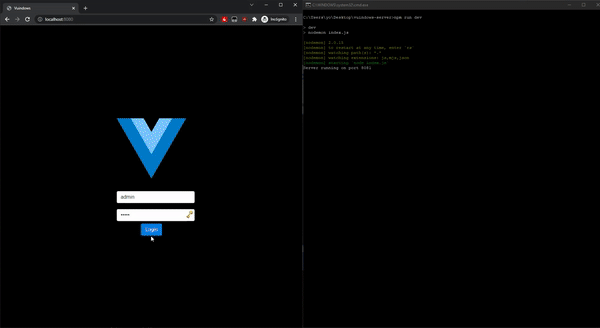 Vuindows
localhost:8080
Incognito
admin
Login
C:\WINDOWS\system32\cmd.exe
C:\Users\yc\Desktop\vuindows-server>npm run dev
> dev
> nodemon index.js
[nodemon] 2.0.15
[nodemon] to restart at any time, enter `rs`
[nodemon] watching path(s): *.*
[nodemon] watching extensions: js,mjs,json
[nodemon] starting `node index.js`
Server running on port 8081